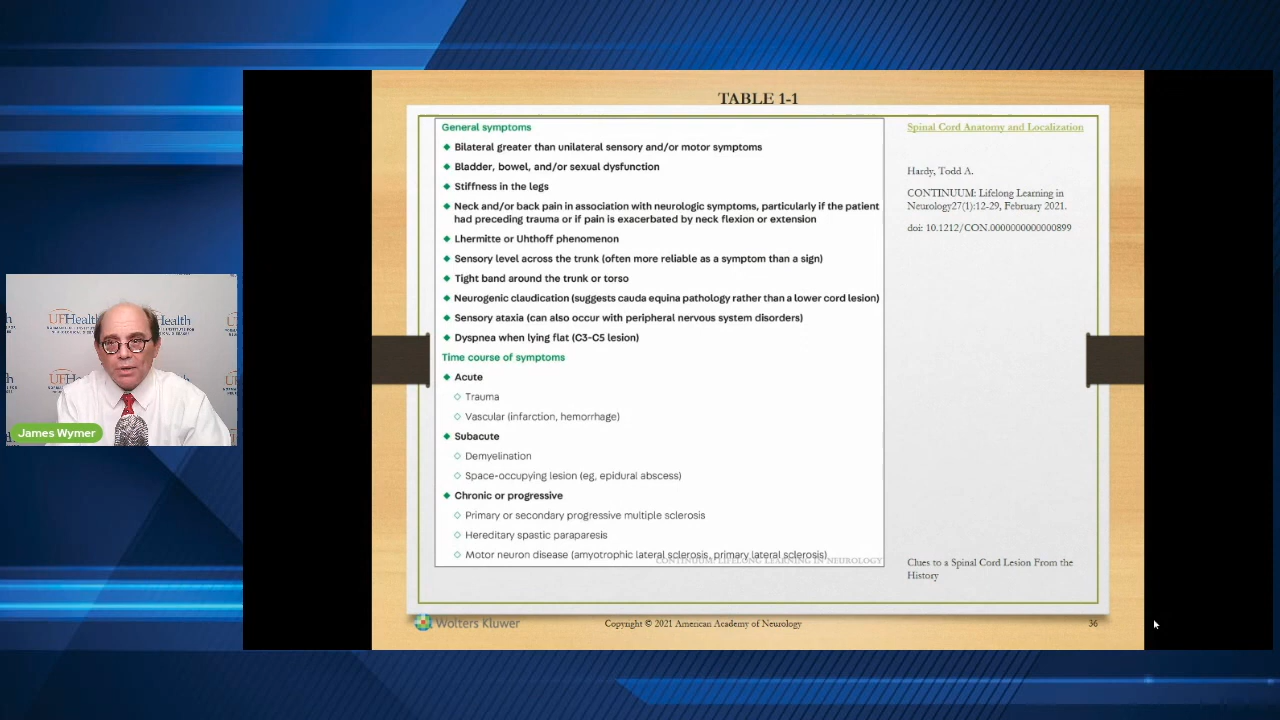 TABLE 1-1
General symptoms
◆ Bilateral greater than unilateral sensory and/or motor symptoms
◆ Bladder, bowel, and/or sexual dysfunction
◆ Stiffness in the legs
◆ Neck and/or back pain in association with neurologic symptoms, particularly if the patient
had preceding trauma or if pain is exacerbated by neck flexion or extension
◆ Lhermitte or Uhthoff phenomenon
◆ Sensory level across the trunk (often more reliable as a symptom than a sign)
◆ Tight band around the trunk or torso
◆ Neurogenic claudication (suggests cauda equina pathology rather than a lower cord lesion)
◆ Sensory ataxia (can also occur with peripheral nervous system disorders)
◆ Dyspnea when lying flat (C3-C5 lesion)
Time course of symptoms
◆ Acute
◇ Trauma
◇ Vascular (infarction, hemorrhage)
◆ Subacute
◇ Demyelination
◇ Space-occupying lesion (eg, epidural abscess)
◆ Chronic or progressive
◇ Primary or secondary progressive multiple sclerosis
◇ Hereditary spastic paraparesis
◇ Motor neuron disease (amyotrophic lateral sclerosis, primary lateral sclerosis)
CONTINUUM: LIFELONG LEARNING IN NEUROLOGY
Spinal Cord Anatomy and Localization
Hardy, Todd A.
CONTINUUM: Lifelong Learning in
Neurology27(1):12-29, February 2021.
doi: 10.1212/CON.0000000000000899
Clues to a Spinal Cord Lesion From the
History
Wolters Kluwer
Copyright © 2021 American Academy of Neurology
36
UFHealth
James Wymer